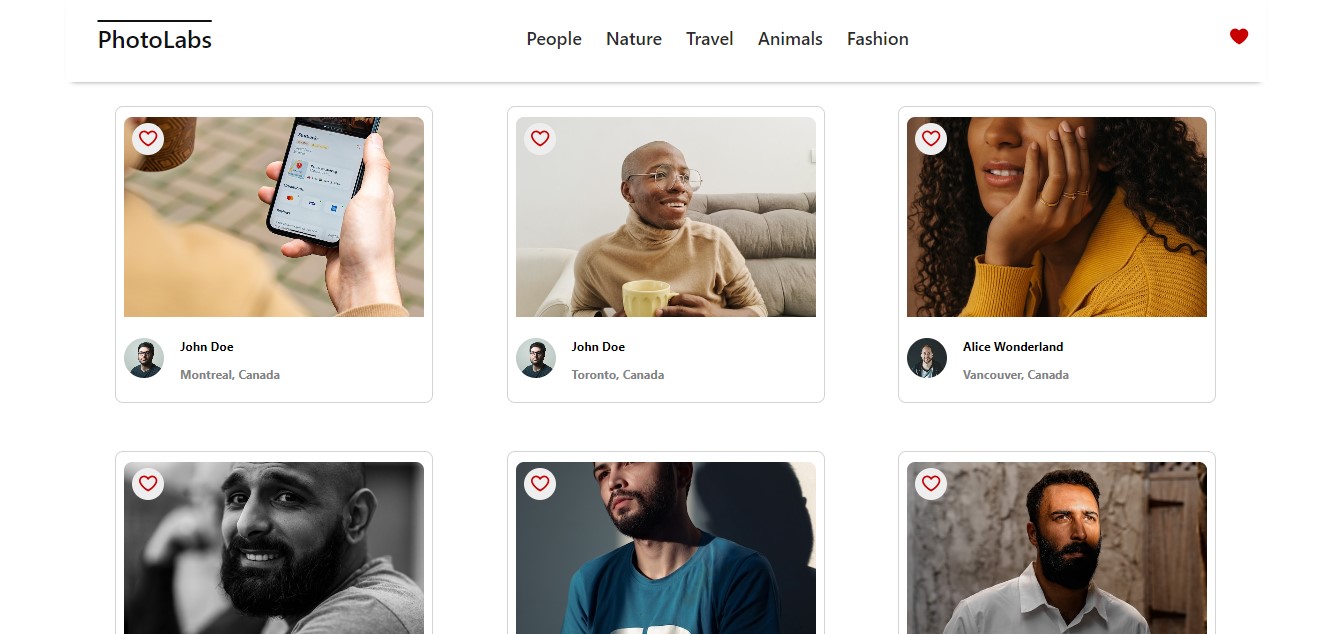 PhotoLabs
People Nature Travel Animals Fashion
John Doe
Montreal, Canada
John Doe
Toronto, Canada
Alice Wonderland
Vancouver, Canada